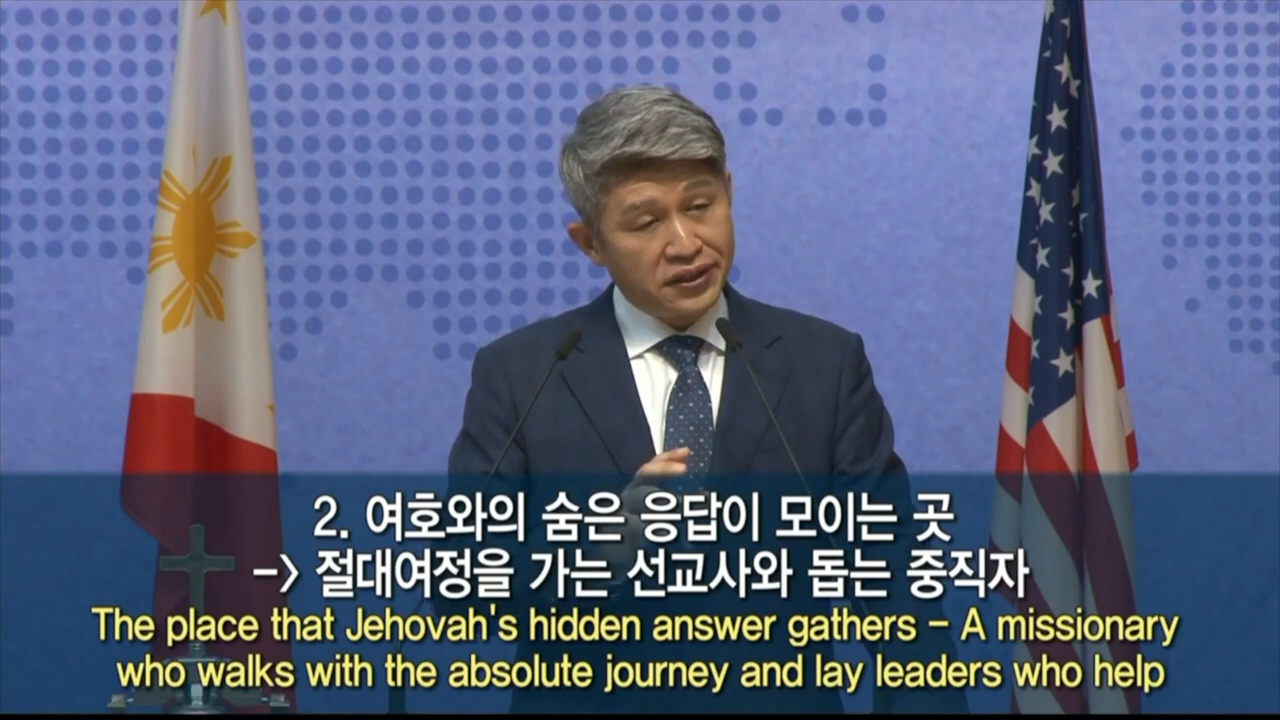 2. 여호와의 숨은 응답이 모이는 곳
-> 절대여정을 가는 선교사와 돕는 중직자
The place that Jehovah's hidden answer gathers - A missionary
who walks with the absolute journey and lay leaders who help